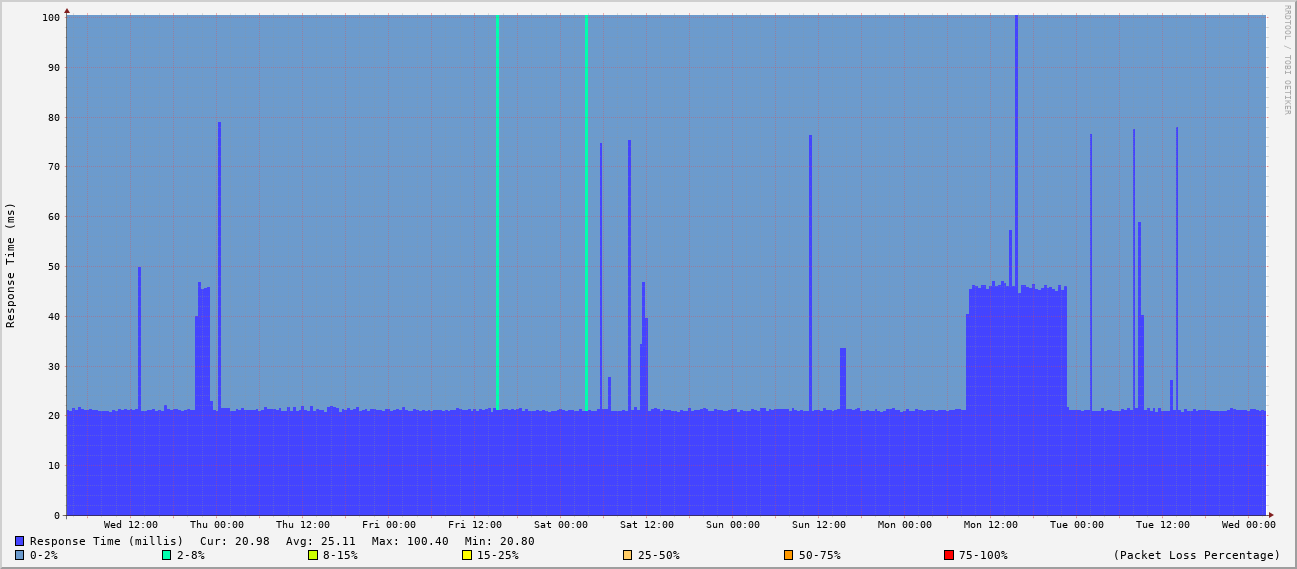 RRDTOOL / TOBI OETIKER
Response Time (ms)
100
90
80
70
60
50
40
30
20
10
0
Wed 12:00 Thu 00:00 Thu 12:00 Fri 00:00 Fri 12:00 Sat 00:00 Sat 12:00 Sun 00:00 Sun 12:00 Mon 00:00 Mon 12:00 Tue 00:00 Tue 12:00 Wed 00:00
Response Time (millis) Cur: 20.98 Avg: 25.11 Max: 100.40 Min: 20.80
0-2% 2-8% 8-15% 15-25% 25-50% 50-75% 75-100% (Packet Loss Percentage)